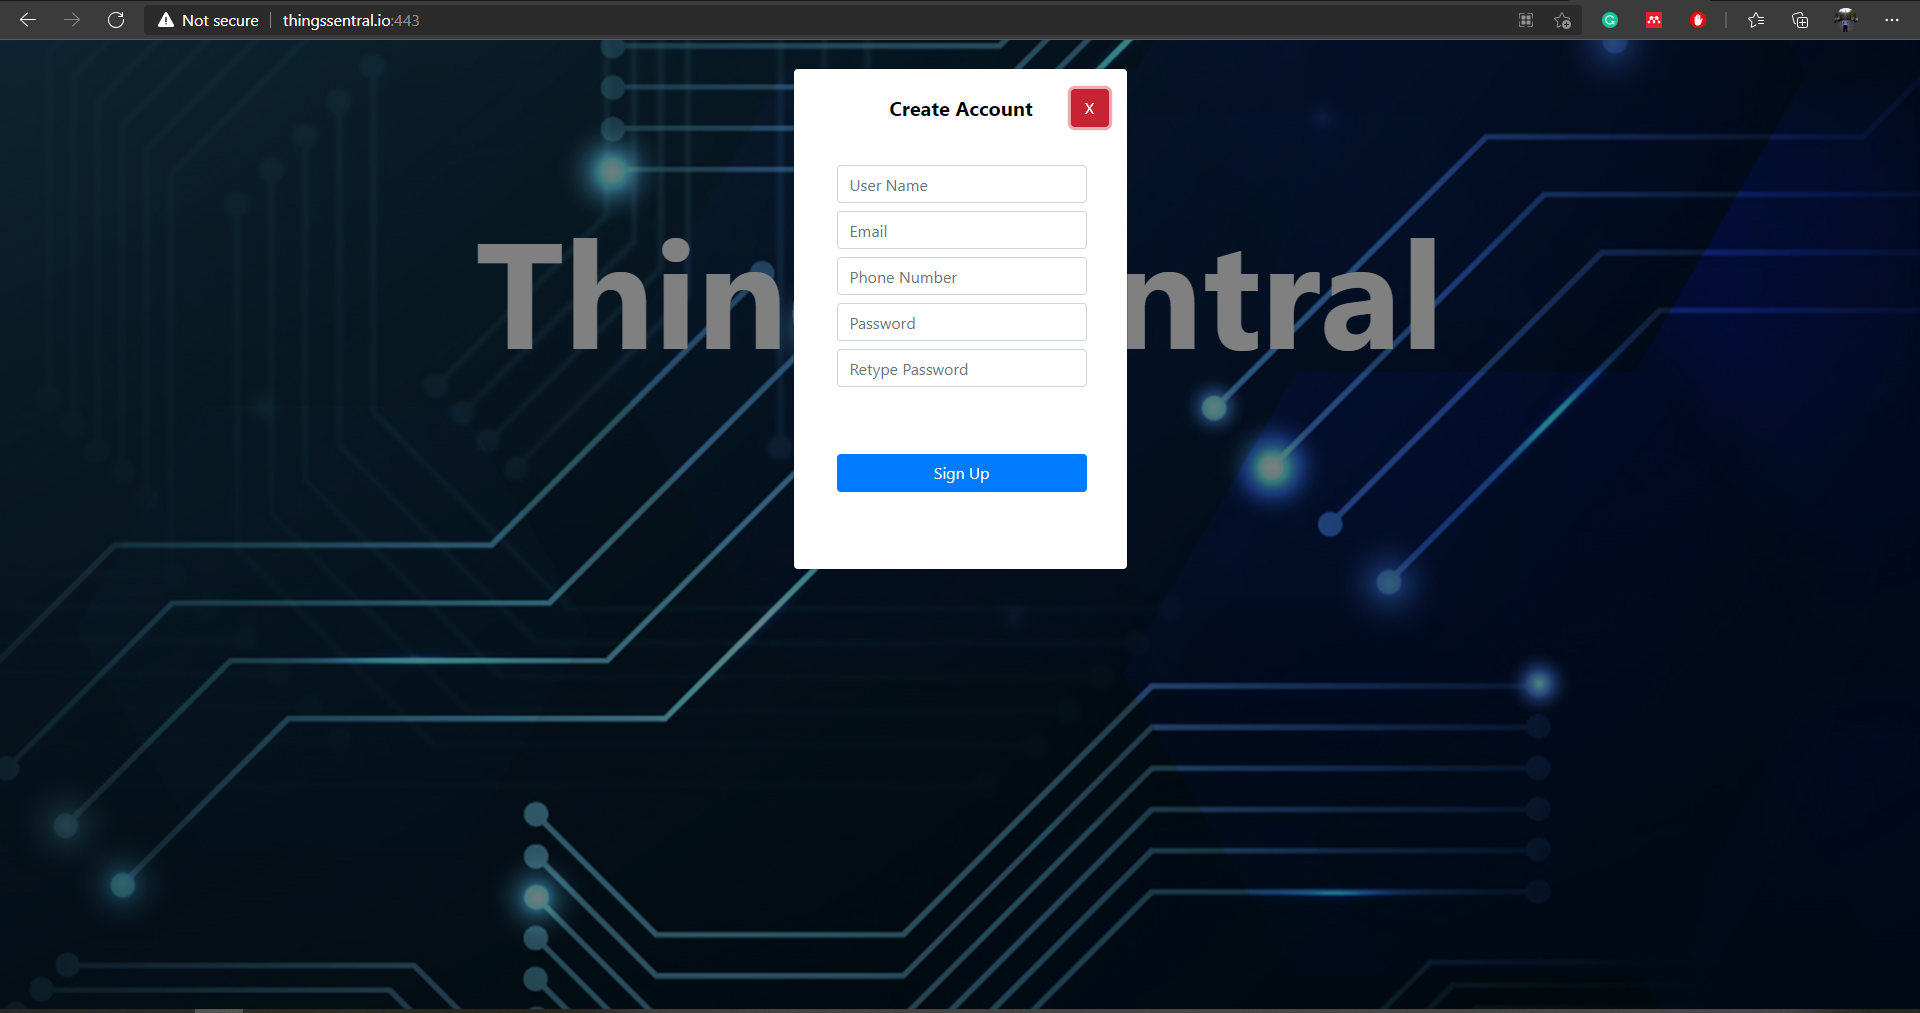 Not secure thingssentral.io:443
Create Account
X
User Name
Email
Thin ntral
Phone Number
Password
Retype Password
Sign Up